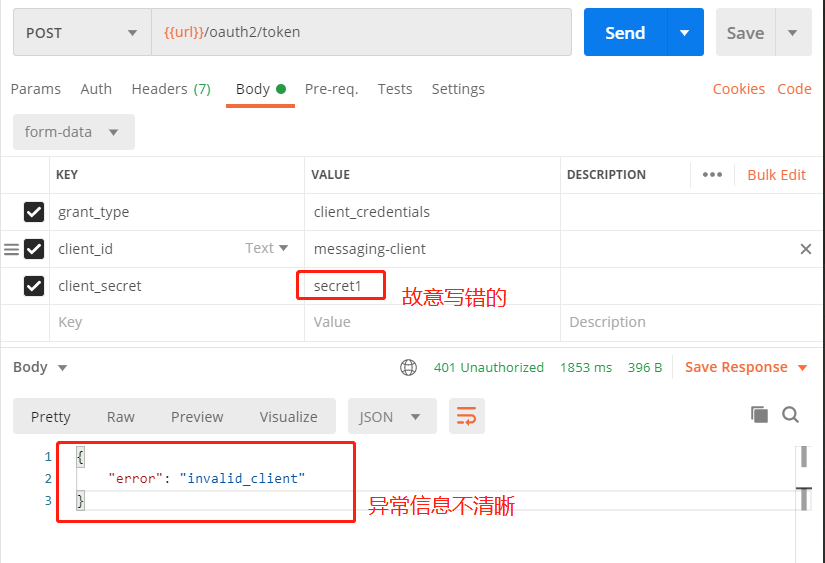 POST {{url}}/oauth2/token Send Save
Params Auth Headers (7) Body Pre-req. Tests Settings Cookies Code
form-data
KEY VALUE DESCRIPTION ••• Bulk Edit
grant_type client_credentials
client_id Text messaging-client
client_secret secret1 故意写错的
Key Value Description
Body 401 Unauthorized 1853 ms 396 B Save Response
Pretty Raw Preview Visualize JSON
1 {
2 "error": "invalid_client"
3 } 异常信息不清晰